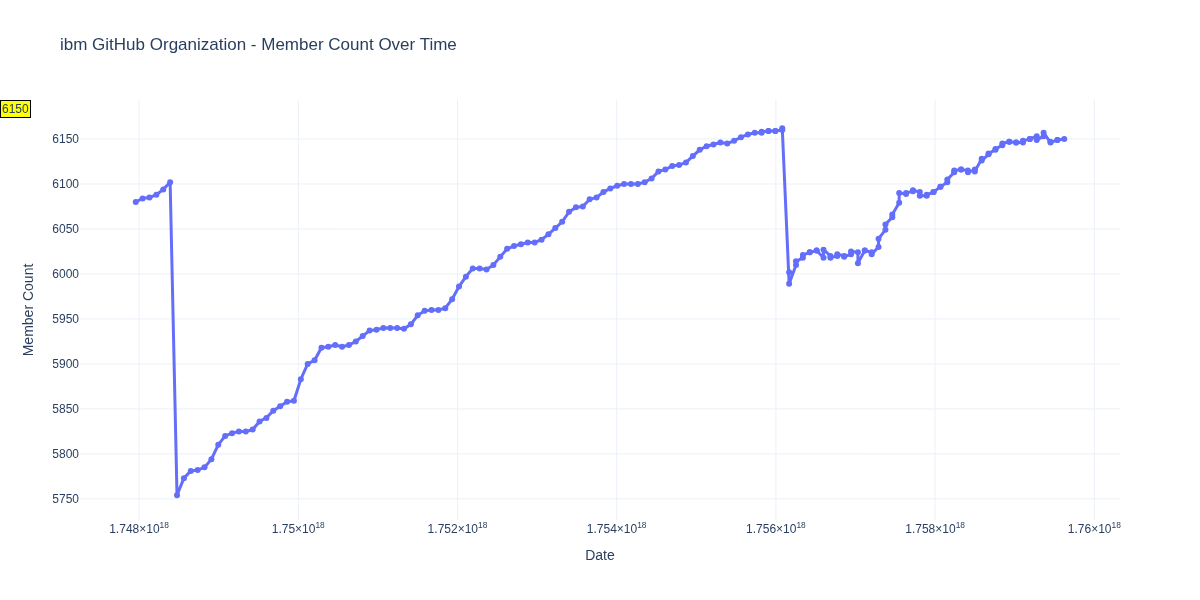 ibm GitHub Organization - Member Count Over Time
6150
6150
6100
6050
6000
5950
5900
5850
5800
5750
Member Count
1.748×10¹⁸ 1.75×10¹⁸ 1.752×10¹⁸ 1.754×10¹⁸ 1.756×10¹⁸ 1.758×10¹⁸ 1.76×10¹⁸
Date